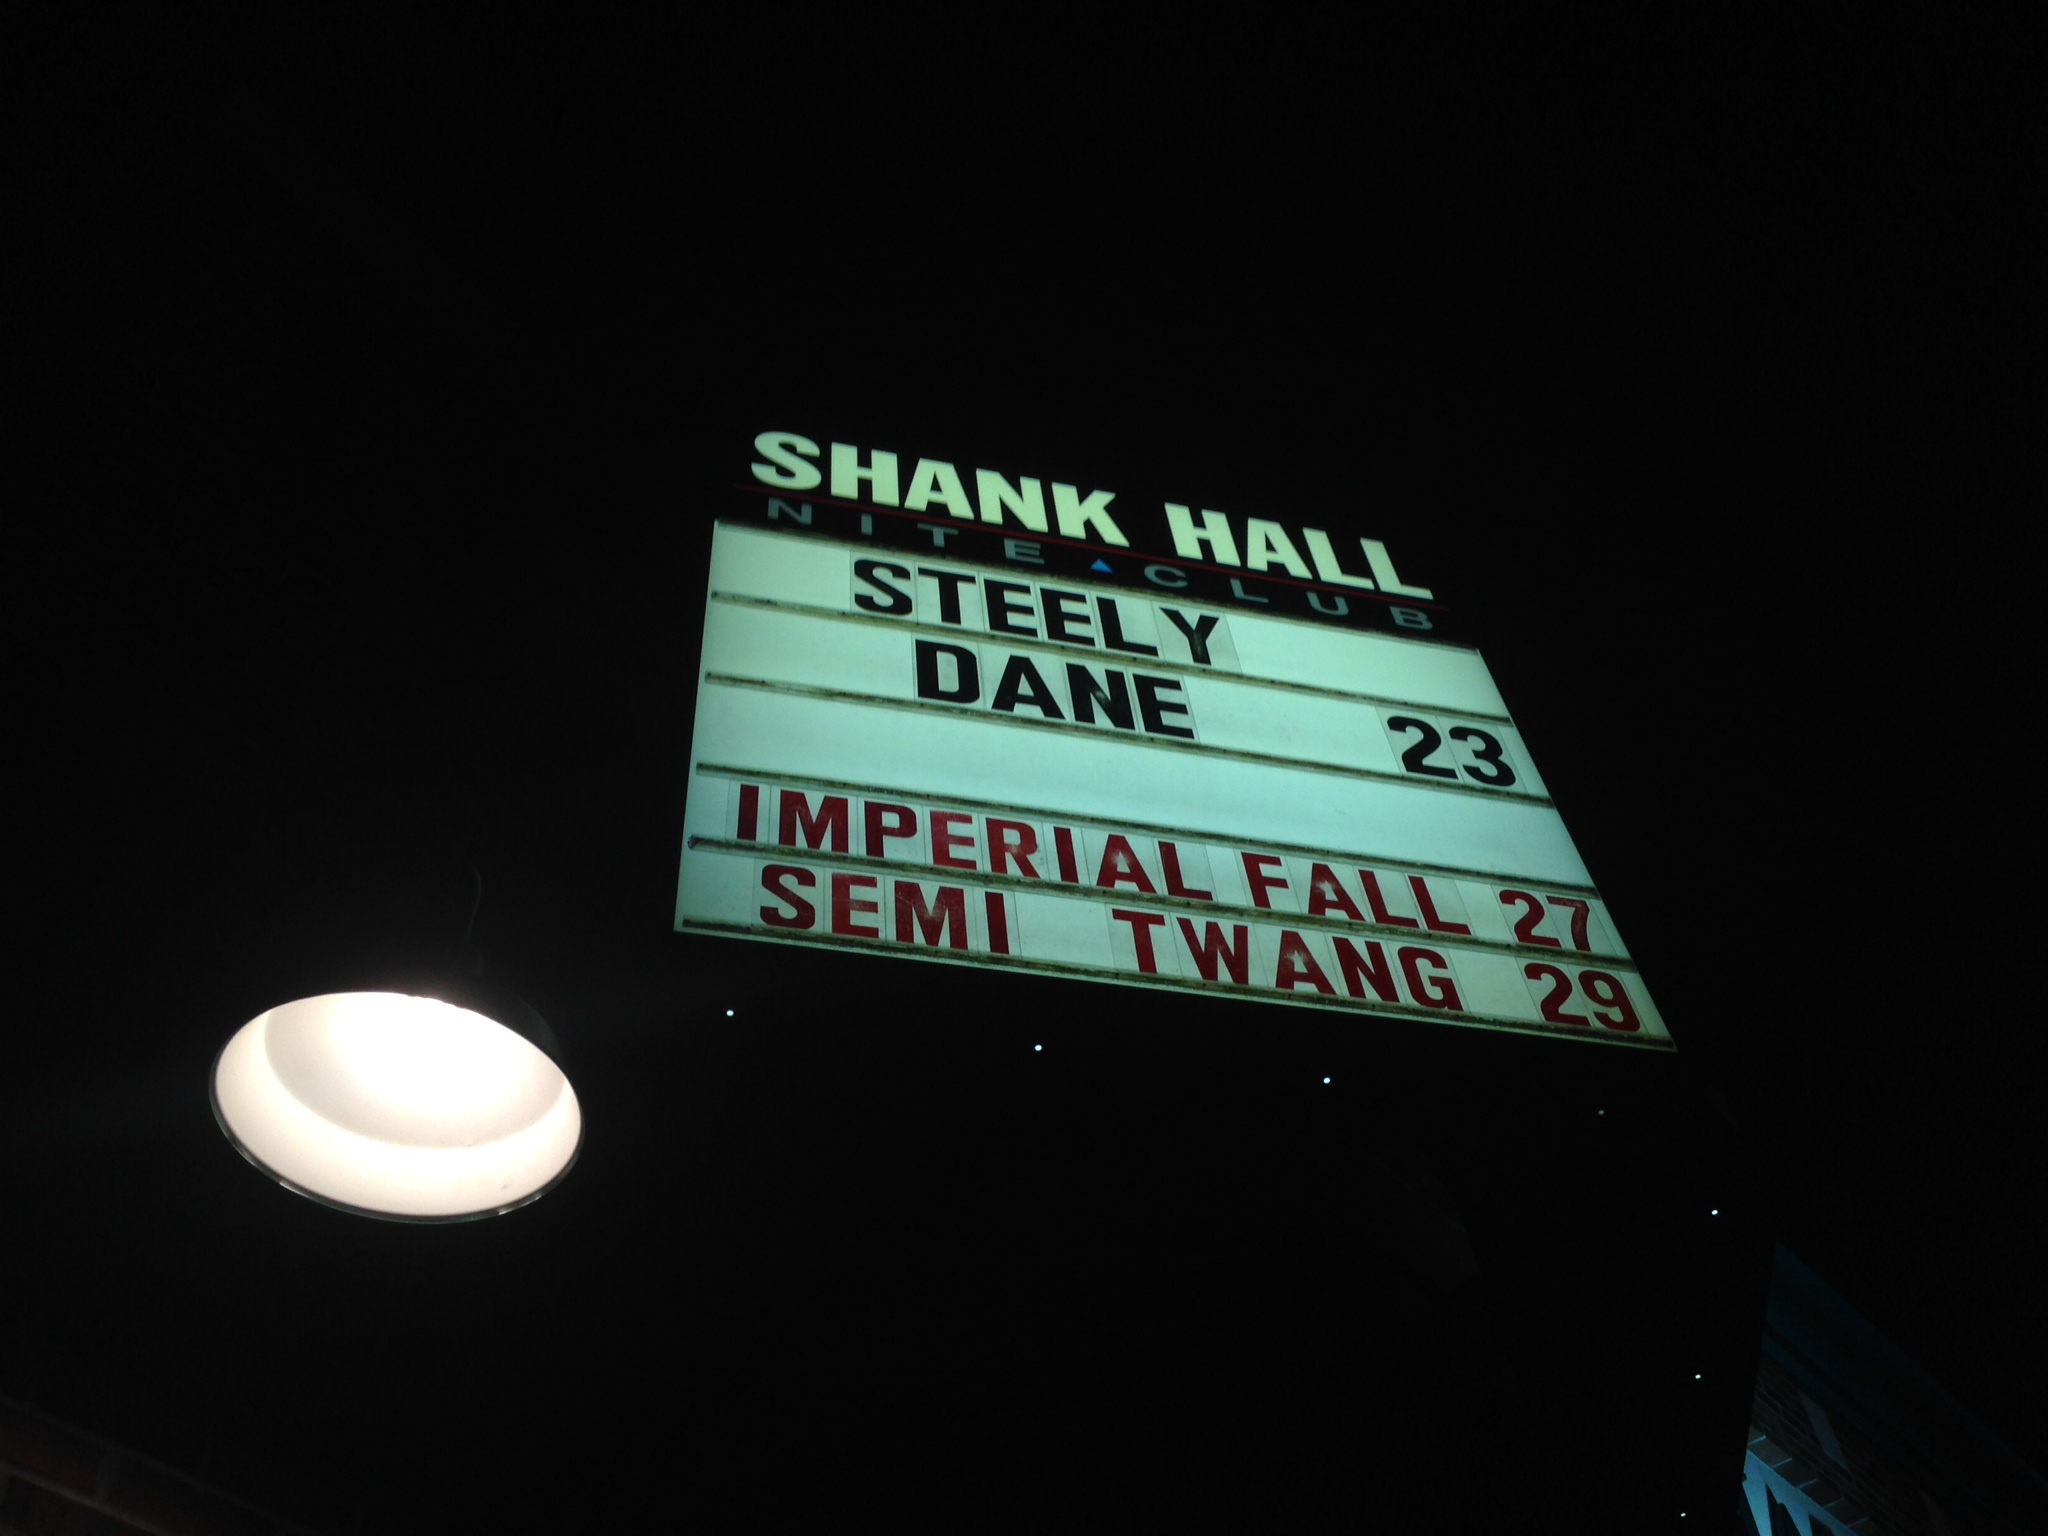 SHANK HALL
NITE CLUB
STEELY
DANE 23
IMPERIAL FALL 27
SEMI TWANG 29